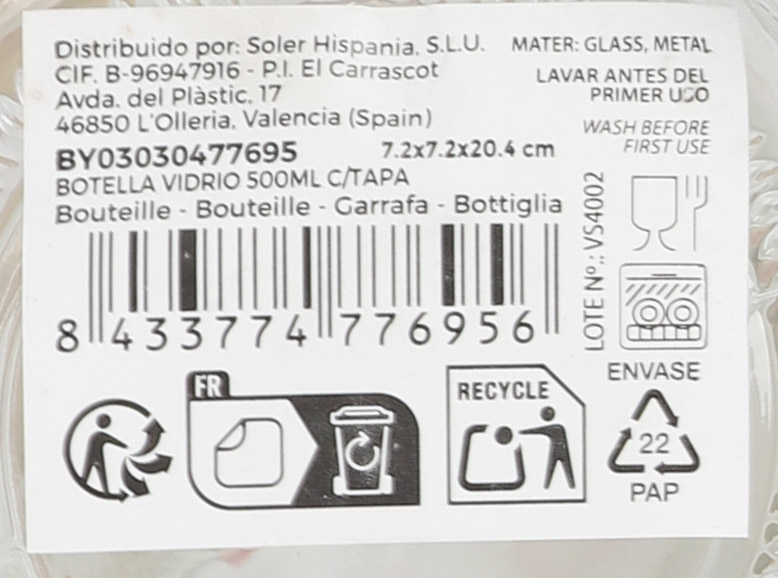 Distribuido por: Soler Hispania, S.L.U.
CIF. B-96947916 - P.I. El Carrascot
Avda. del Plàstic, 17
46850 L'Olleria, Valencia (Spain)
MATER: GLASS, METAL
LAVAR ANTES DEL
PRIMER USO
WASH BEFORE
FIRST USE
BY03030477695
7.2x7.2x20.4 cm
BOTELLA VIDRIO 500ML C/TAPA
Bouteille - Bouteille - Garrafa - Bottiglia
LOTE Nº.: VS4002
8 433774 776956
ENVASE
FR
RECYCLE
22
PAP